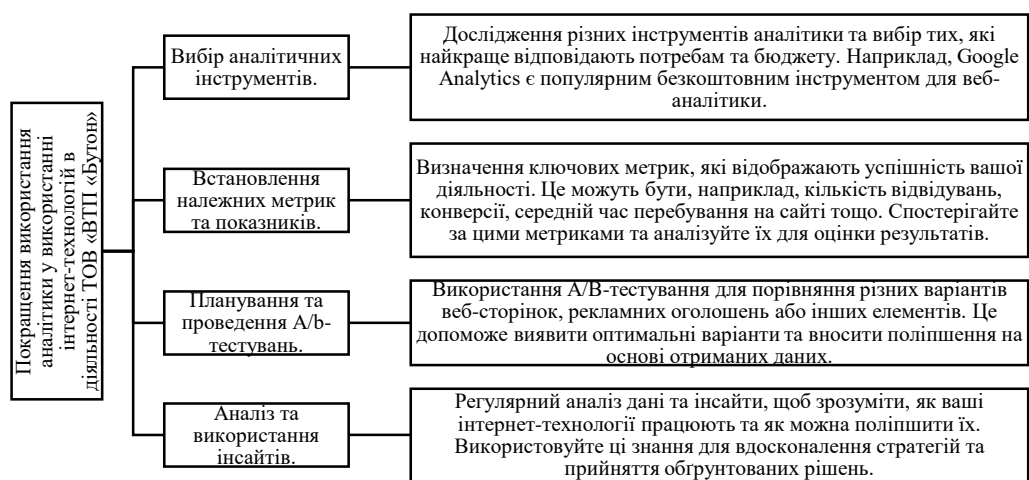 Покращення використання
аналітики у використанні
інтернет-технологій в
діяльності ТОВ «ВТП «Бутон»
Вибір аналітичних
інструментів.
Дослідження різних інструментів аналітики та вибір тих, які
найкраще відповідають потребам та бюджету. Наприклад, Google
Analytics є популярним безкоштовним інструментом для веб-
аналітики.
Встановлення
належних метрик
та показників.
Визначення ключових метрик, які відображають успішність вашої
діяльності. Це можуть бути, наприклад, кількість відвідувань,
конверсії, середній час перебування на сайті тощо. Спостерігайте
за цими метриками та аналізуйте їх для оцінки результатів.
Планування та
проведення A/b-
тестувань.
Використання A/B-тестування для порівняння різних варіантів
веб-сторінок, рекламних оголошень або інших елементів. Це
допоможе виявити оптимальні варіанти та вносити поліпшення на
основі отриманих даних.
Аналіз та
використання
інсайтів.
Регулярний аналіз дані та інсайти, щоб зрозуміти, як ваші
інтернет-технології працюють та як можна поліпшити їх.
Використовуйте ці знання для вдосконалення стратегій та
прийняття обґрунтованих рішень.